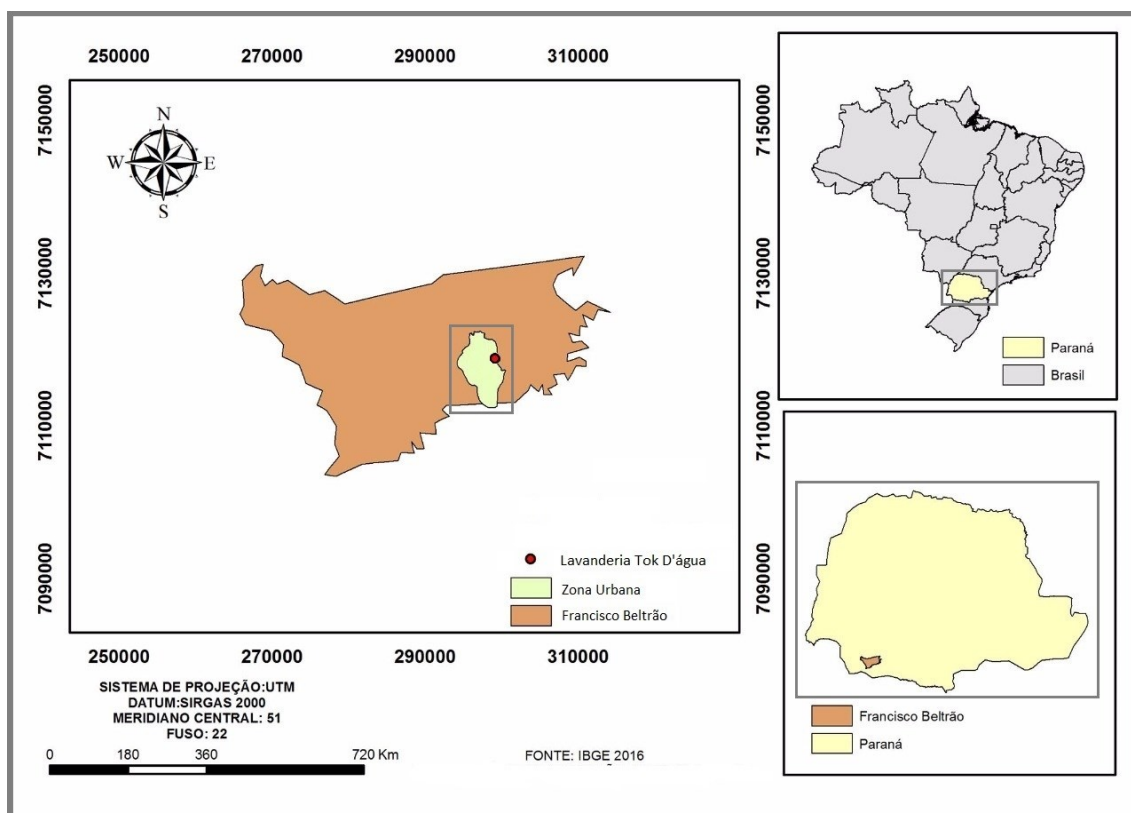 250000 270000 290000 310000
7150000
7130000
7110000
7090000
N
W E
S
Lavanderia Tok D'água
Zona Urbana
Francisco Beltrão
250000 270000 290000 310000
SISTEMA DE PROJEÇÃO:UTM
DATUM:SIRGAS 2000
MERIDIANO CENTRAL: 51
FUSO: 22
0 180 360 720 Km
FONTE: IBGE 2016
7150000
7130000
7110000
7090000
Paraná
Brasil
Francisco Beltrão
Paraná